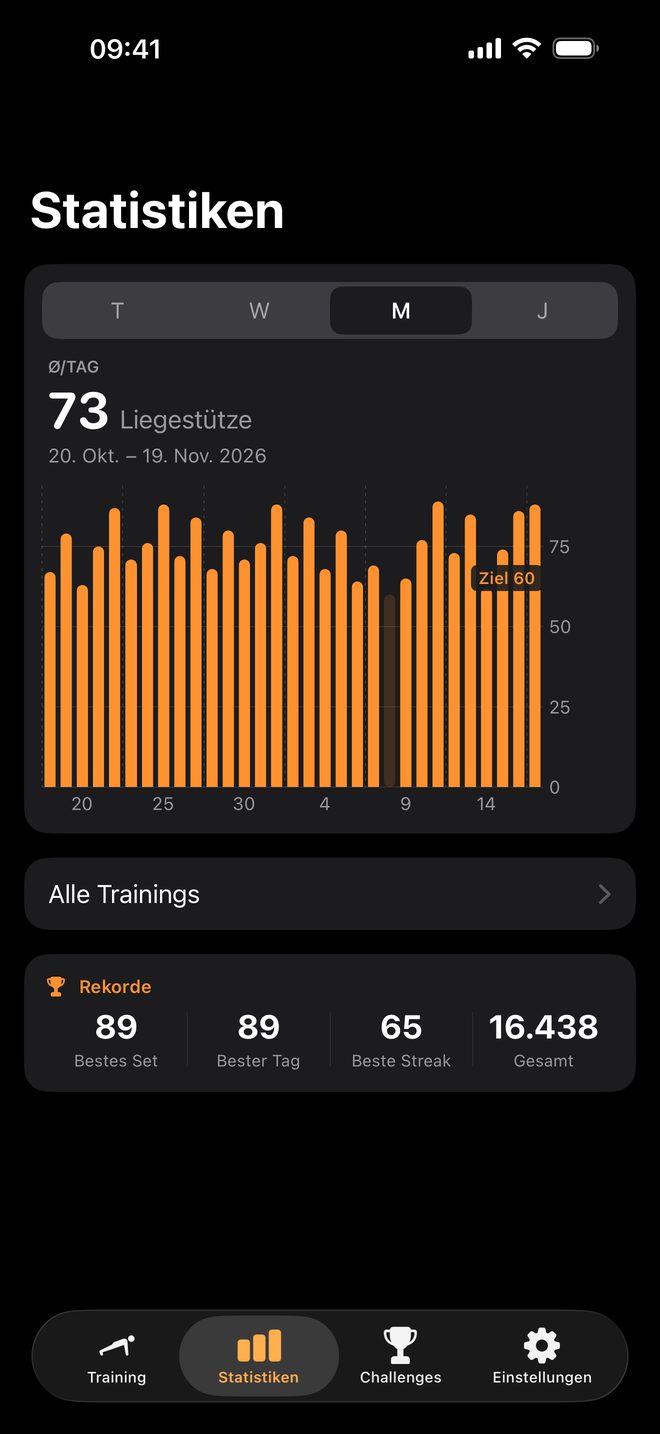 09:41
Statistiken
T W M J
Ø/TAG
73 Liegestütze
20. Okt. – 19. Nov. 2026
75
Ziel 60
50
25
0
20 25 30 4 9 14
Alle Trainings
Rekorde
89 89 65 16.438
Bestes Set Bester Tag Beste Streak Gesamt
Training Statistiken Challenges Einstellungen